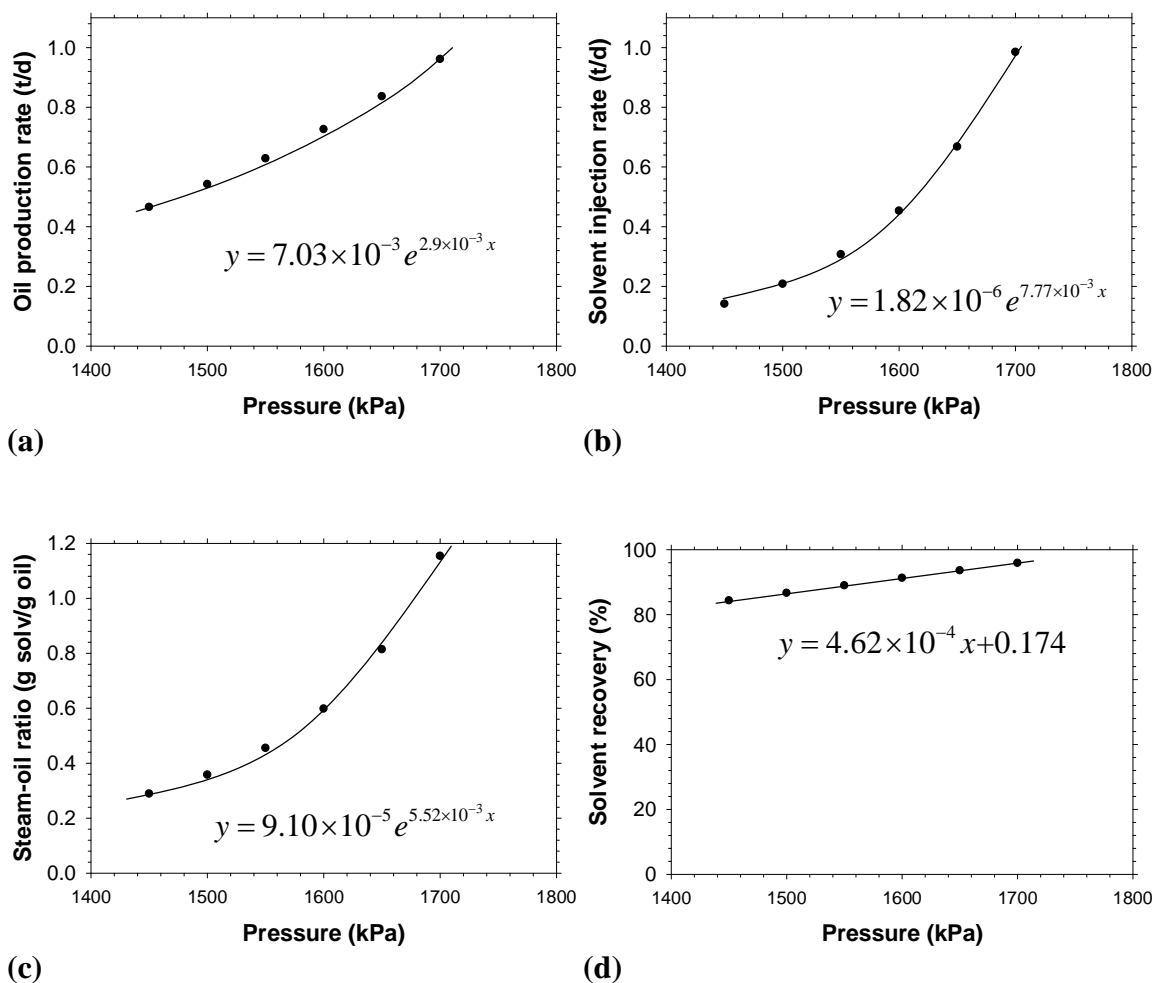 Oil production rate (t/d)
1.0
0.8
0.6
0.4
0.2
0.0
y = 7.03×10⁻³ e^{2.9×10⁻³ x}
1400 1500 1600 1700 1800
Pressure (kPa)
(a)
Solvent injection rate (t/d)
1.0
0.8
0.6
0.4
0.2
0.0
y = 1.82×10⁻⁶ e^{7.77×10⁻³ x}
1400 1500 1600 1700 1800
Pressure (kPa)
(b)
Steam-oil ratio (g solv/g oil)
1.2
1.0
0.8
0.6
0.4
0.2
0.0
y = 9.10×10⁻⁵ e^{5.52×10⁻³ x}
1400 1500 1600 1700 1800
Pressure (kPa)
(c)
Solvent recovery (%)
100
80
60
40
20
0
y = 4.62×10⁻⁴ x+0.174
1400 1500 1600 1700 1800
Pressure (kPa)
(d)